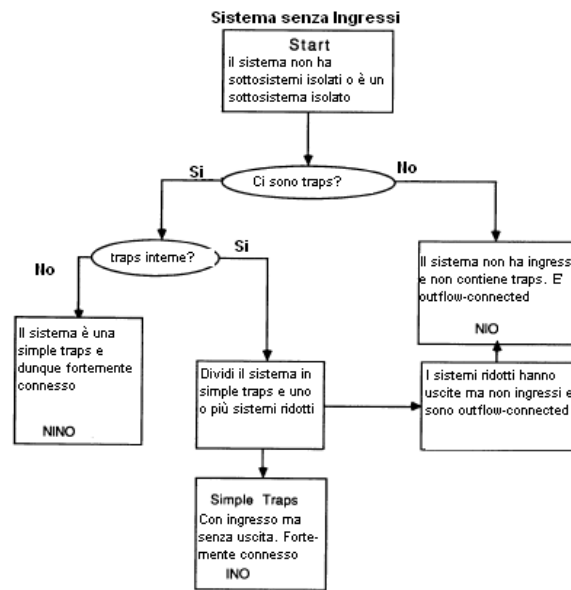 Sistema senza Ingressi
Start
il sistema non ha
sottosistemi isolati o è un
sottosistema isolato
Si
Ci sono traps?
No
traps interne?
Si
No
Il sistema non ha ingress
e non contiene traps. E'
outflow-connected
NIO
Il sistema è una
simple traps e
dunque fortemente
connesso
NINO
Dividi il sistema in
simple traps e uno
o più sistemi ridotti
I sistemi ridotti hanno
uscite ma non ingressi e
sono outflow-connected
Simple Traps
Con ingresso ma
senza uscita. Forte-
mente connesso
INO